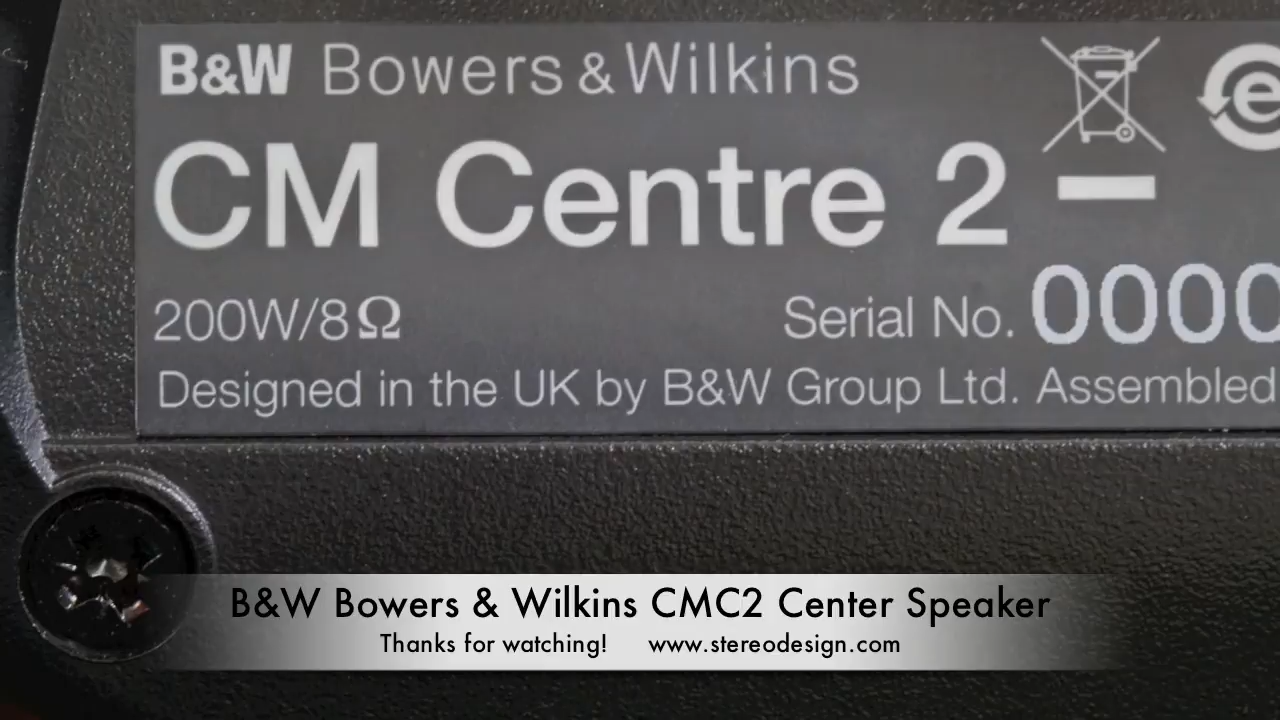 B&W Bowers & Wilkins
CM Centre 2
200W/8Ω Serial No. 0000
Designed in the UK by B&W Group Ltd. Assembled
B&W Bowers & Wilkins CMC2 Center Speaker
Thanks for watching! www.stereodesign.com